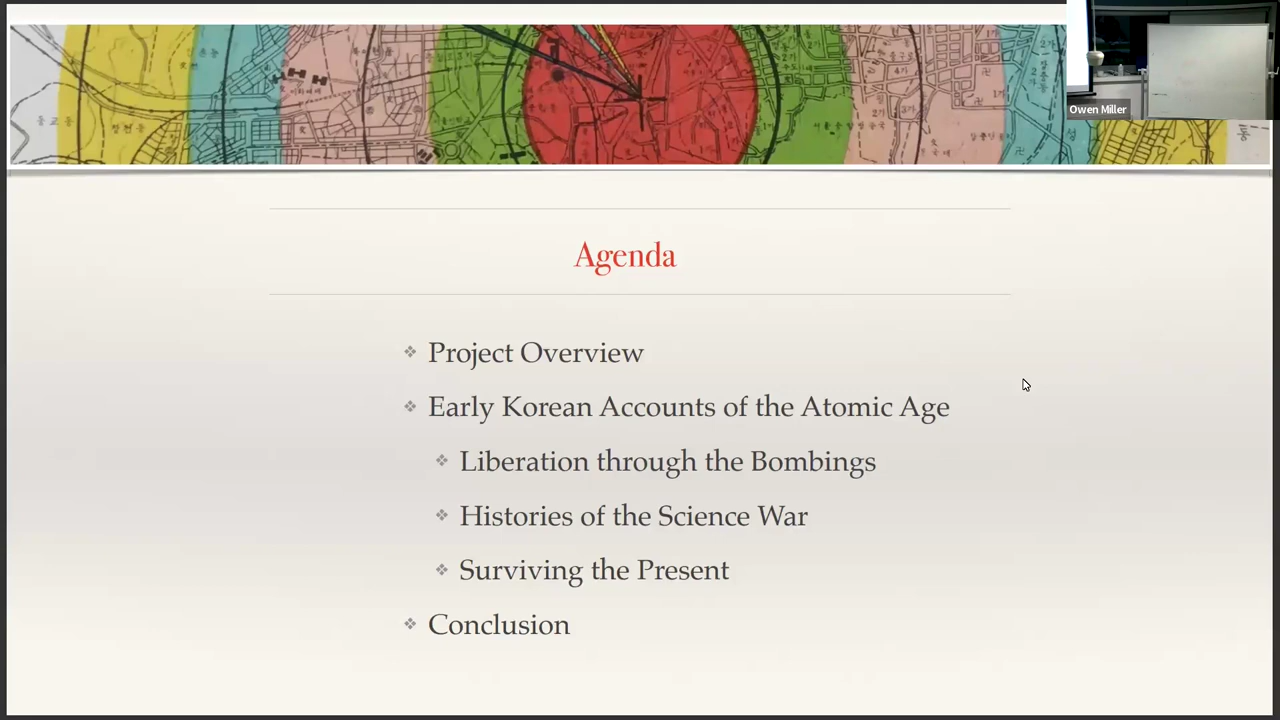 Owen Miller
Agenda
Project Overview
Early Korean Accounts of the Atomic Age
Liberation through the Bombings
Histories of the Science War
Surviving the Present
Conclusion